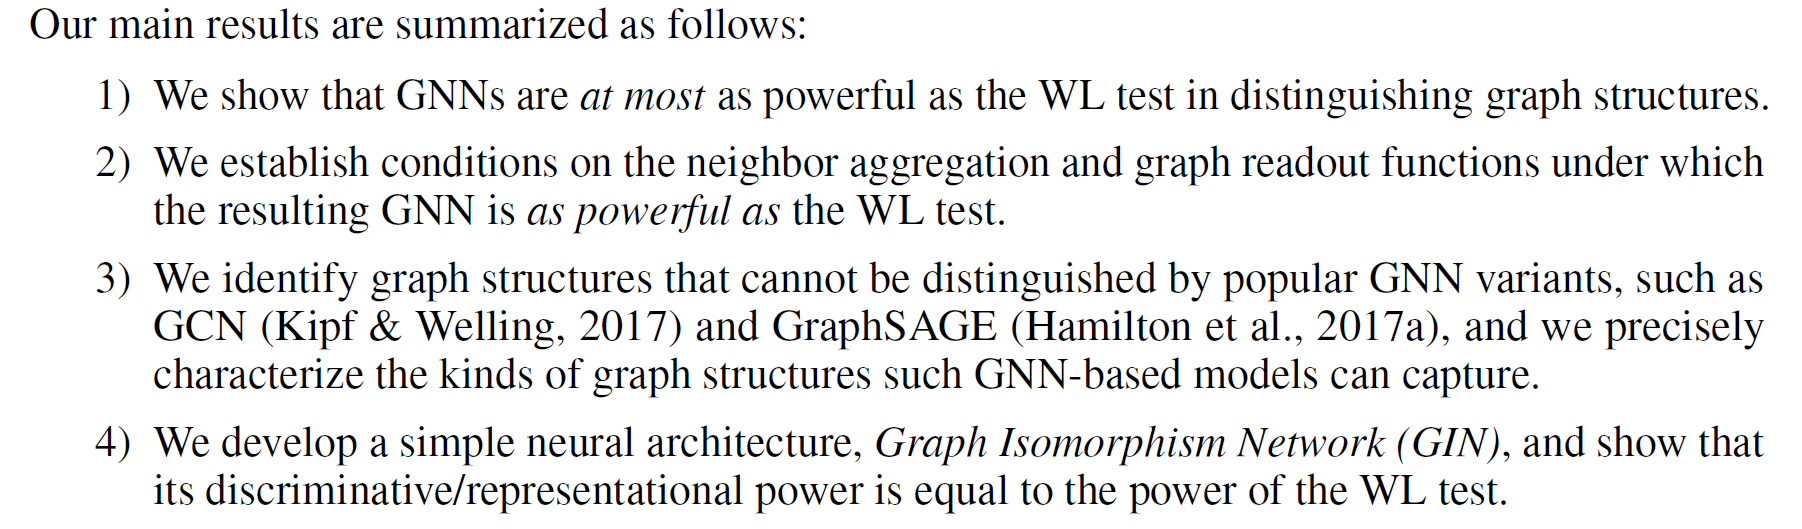 Our main results are summarized as follows:
1) We show that GNNs are at most as powerful as the WL test in distinguishing graph structures.
2) We establish conditions on the neighbor aggregation and graph readout functions under which
the resulting GNN is as powerful as the WL test.
3) We identify graph structures that cannot be distinguished by popular GNN variants, such as
GCN (Kipf & Welling, 2017) and GraphSAGE (Hamilton et al., 2017a), and we precisely
characterize the kinds of graph structures such GNN-based models can capture.
4) We develop a simple neural architecture, Graph Isomorphism Network (GIN), and show that
its discriminative/representational power is equal to the power of the WL test.